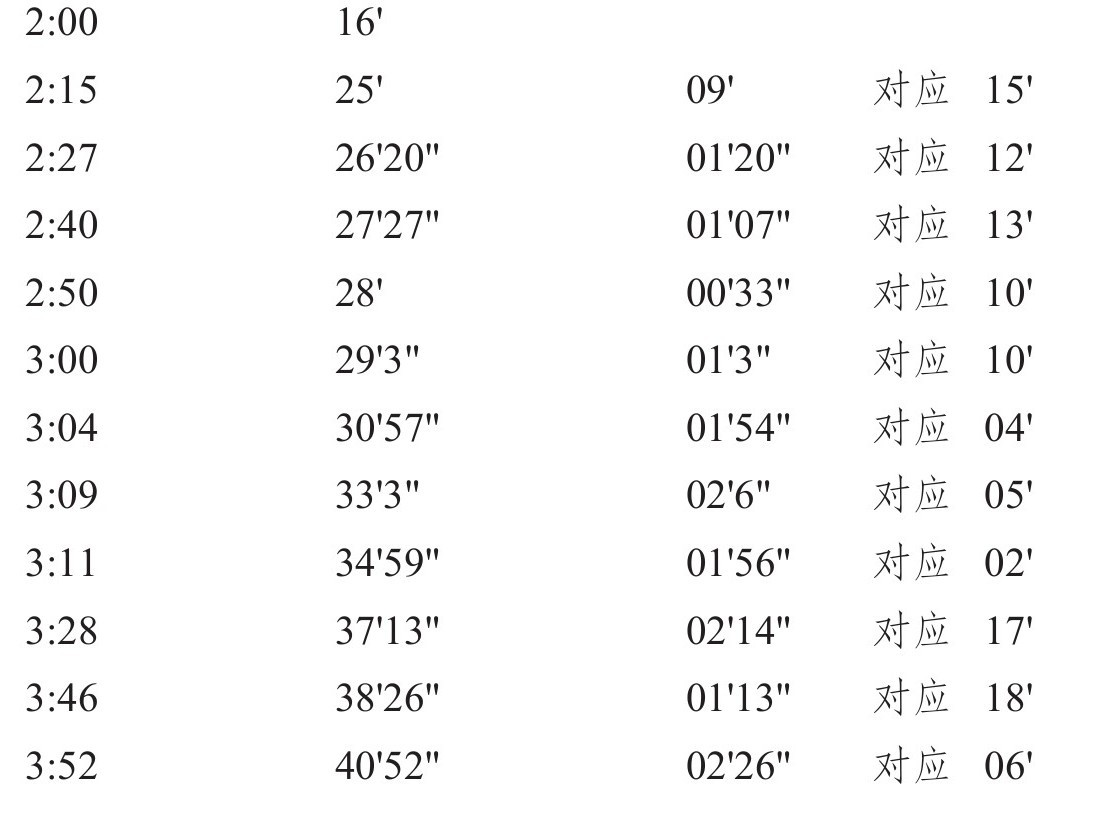 2:00 16'
2:15 25' 09' 对应 15'
2:27 26'20" 01'20" 对应 12'
2:40 27'27" 01'07" 对应 13'
2:50 28' 00'33" 对应 10'
3:00 29'3" 01'3" 对应 10'
3:04 30'57" 01'54" 对应 04'
3:09 33'3" 02'6" 对应 05'
3:11 34'59" 01'56" 对应 02'
3:28 37'13" 02'14" 对应 17'
3:46 38'26" 01'13" 对应 18'
3:52 40'52" 02'26" 对应 06'